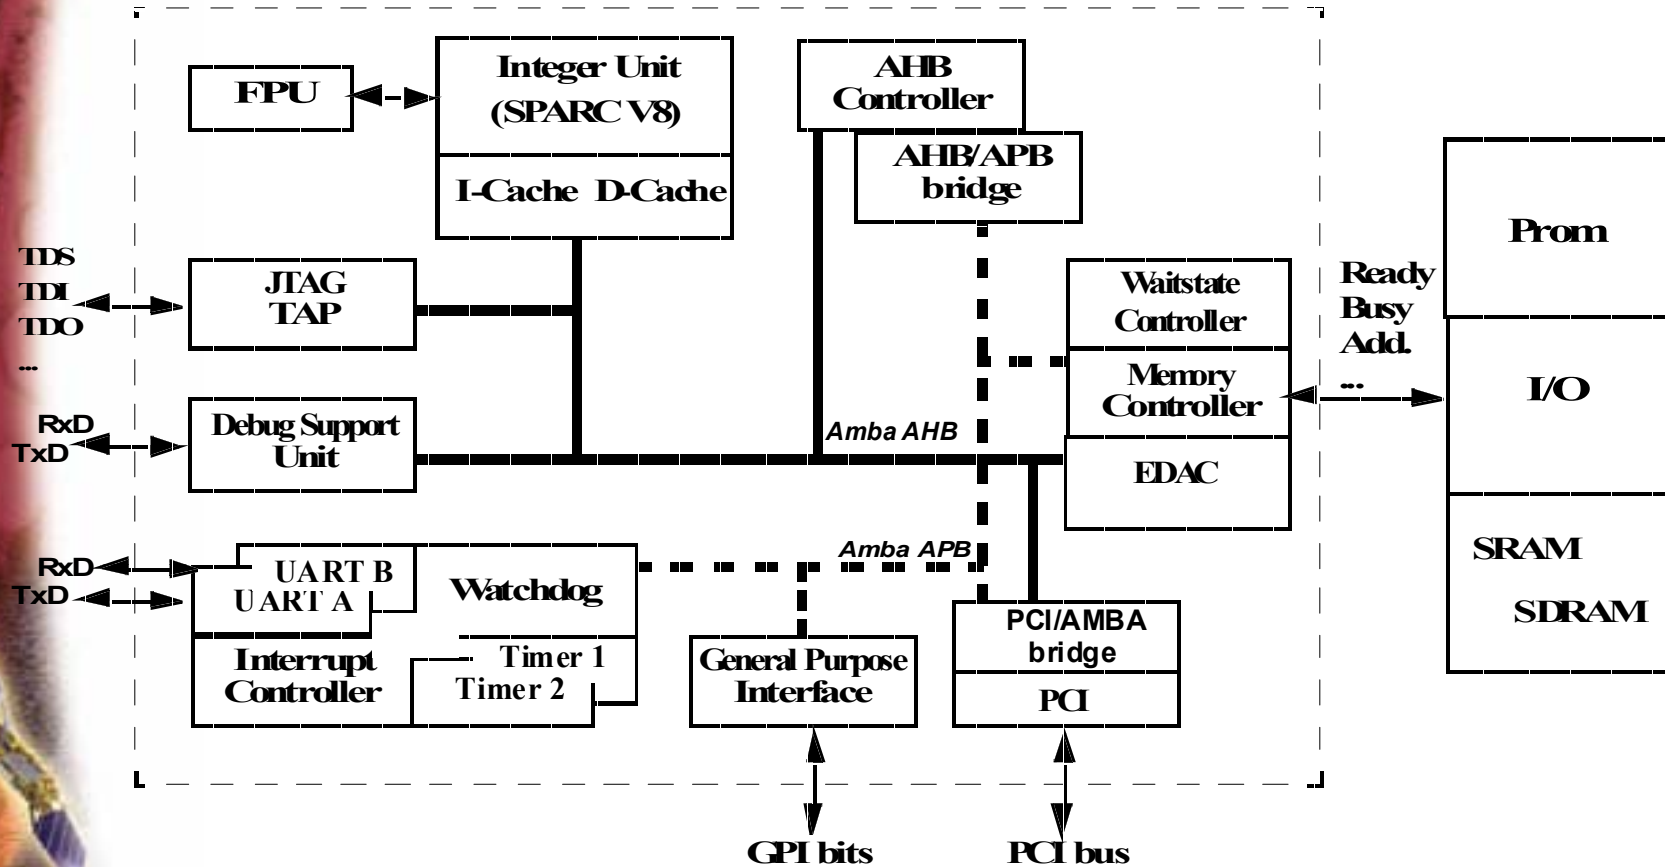 FPU
Integer Unit
(SPARC V8)
I-Cache D-Cache
AHB
Controller
AHB/APB
bridge
Prom
TDS
TDI
TDO
...
JTAG
TAP
Waitstate
Controller
Ready
Busy
Add.
...
Memory
Controller
I/O
RxD
TxD
Debug Support
Unit
Amba AHB
EDAC
SRAM
SDRAM
RxD
TxD
UART B
UART A
Watchdog
Amba APB
Interrupt
Controller
Timer 1
Timer 2
General Purpose
Interface
PCI/AMBA
bridge
PCI
GPI bits
PCI bus